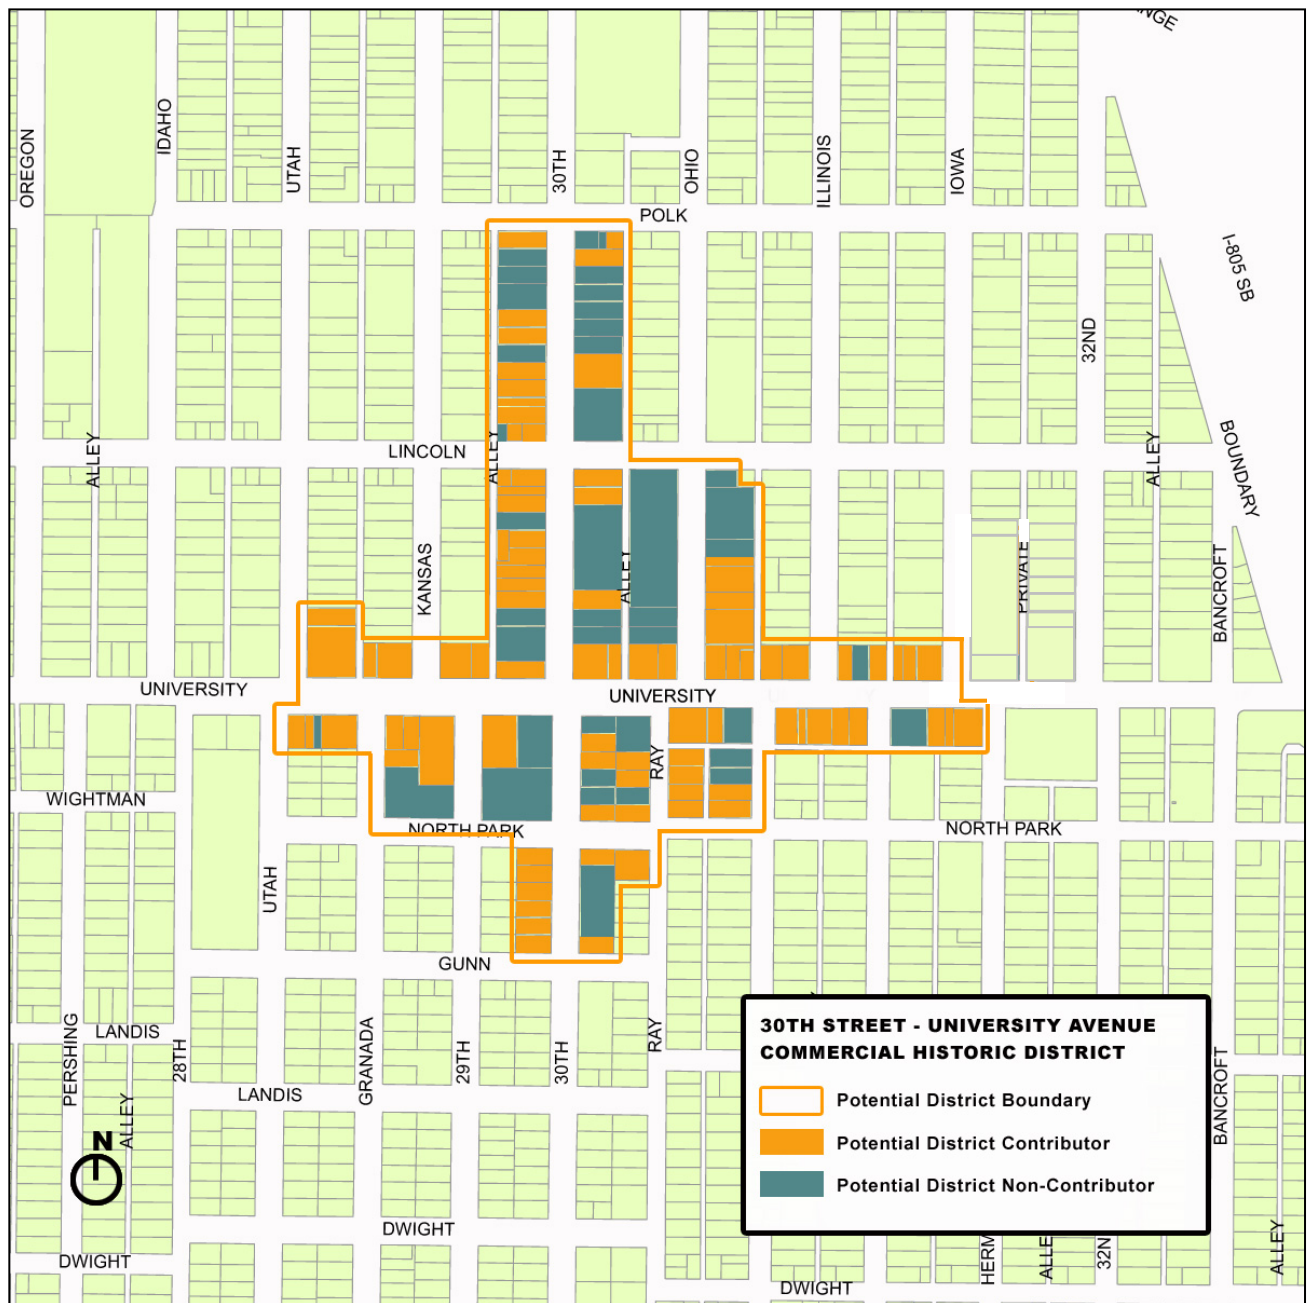 IDAHO
OREGON
UTAH
30TH
OHIO
ILLINOIS
IOWA
POLK
I-805 SB
32ND
LINCOLN
ALLEY
ALLEY
ALLEY
BOUNDARY
KANSAS
ALLEY
PRIVATE
BANCROFT
UNIVERSITY
UNIVERSITY
RAY
WIGHTMAN
NORTH PARK
NORTH PARK
UTAH
GUNN
PERSHING
LANDIS
28TH
GRANADA
29TH
30TH
RAY
LANDIS
ALLEY
N
DWIGHT
DWIGHT
DWIGHT
30TH STREET - UNIVERSITY AVENUE
COMMERCIAL HISTORIC DISTRICT
Potential District Boundary
Potential District Contributor
Potential District Non-Contributor
BANCROFT
HERM
ALLE
32N
ALLEY